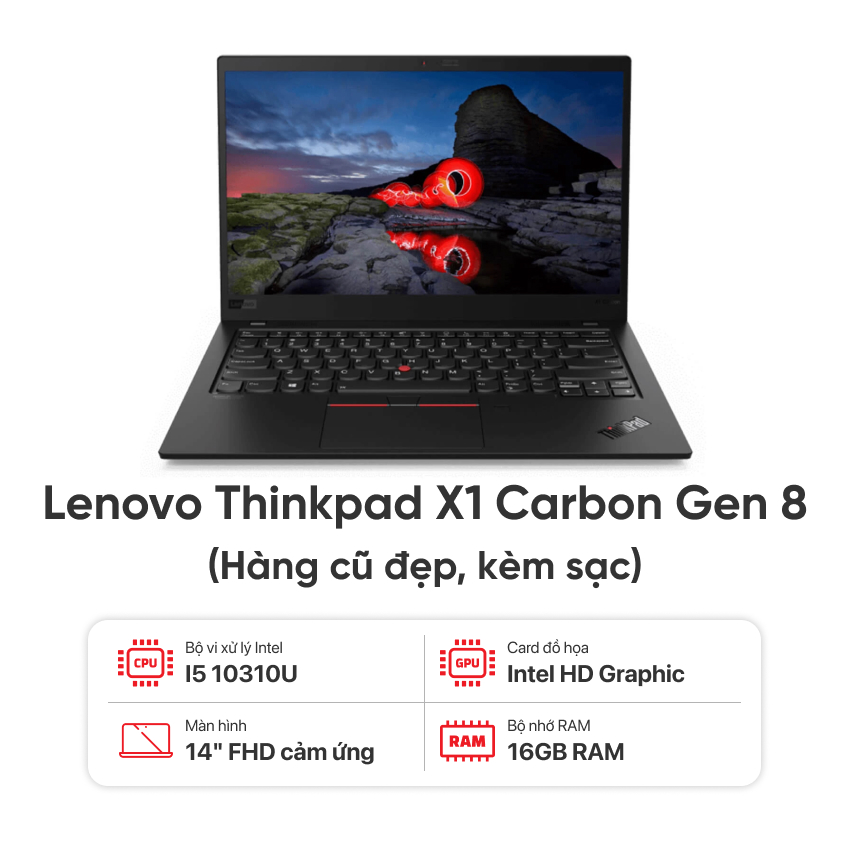 ThinkPad
Lenovo Thinkpad X1 Carbon Gen 8
(Hàng cũ đẹp, kèm sạc)
CPU
Bộ vi xử lý Intel
I5 10310U
GPU
Card đồ họa
Intel HD Graphic
Màn hình
14" FHD cảm ứng
RAM
Bộ nhớ RAM
16GB RAM